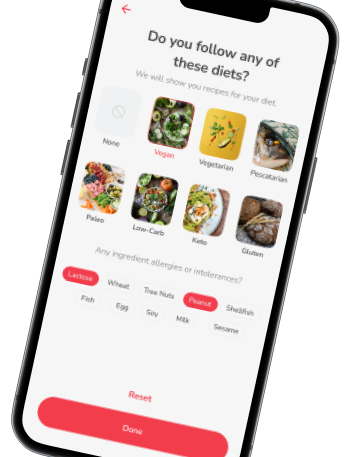 Do you follow any of
these diets?
We will show you recipes for your diet.
None
Vegan
Vegetarian
Pescatarian
Paleo
Low-Carb
Keto
Gluten
Any ingredient allergies or intolerances?
Lactose
Wheat
Tree Nuts
Peanut
Shellfish
Fish
Egg
Soy
Milk
Sesame
Reset
Done